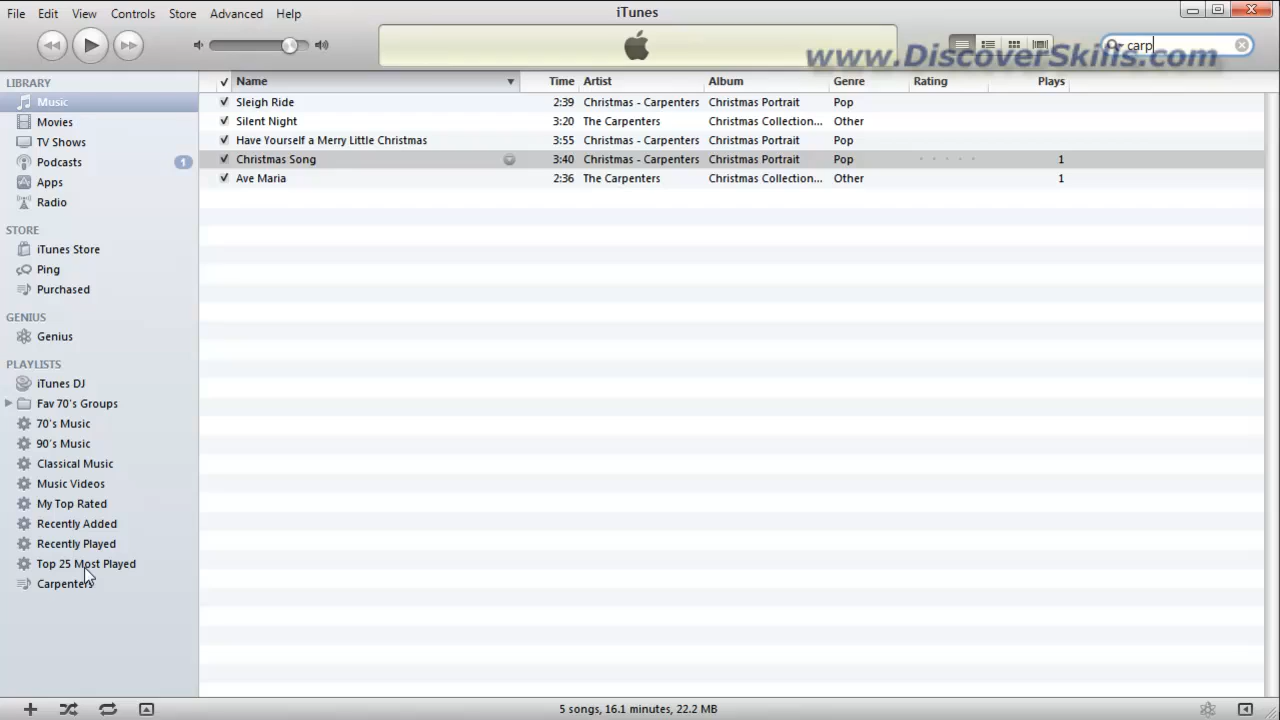 iTunes
File Edit View Controls Store Advanced Help
carp
www.DiscoverSkills.com
LIBRARY
Music
Movies
TV Shows
Podcasts 1
Apps
Radio
STORE
iTunes Store
Ping
Purchased
GENIUS
Genius
PLAYLISTS
iTunes DJ
Fav 70's Groups
70's Music
90's Music
Classical Music
Music Videos
My Top Rated
Recently Added
Recently Played
Top 25 Most Played
Carpenters
Name Time Artist Album Genre Rating Plays
Sleigh Ride 2:39 Christmas - Carpenters Christmas Portrait Pop
Silent Night 3:20 The Carpenters Christmas Collection... Other
Have Yourself a Merry Little Christmas 3:55 Christmas - Carpenters Christmas Portrait Pop
Christmas Song 3:40 Christmas - Carpenters Christmas Portrait Pop 1
Ave Maria 2:36 The Carpenters Christmas Collection... Other 1
5 songs, 16.1 minutes, 22.2 MB